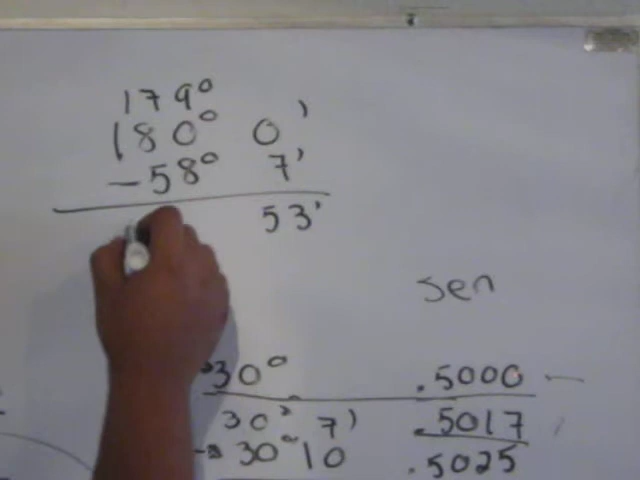 179°
180° 0'
-58° 7'
53'
sen
30° .5000
30° 7' .5017
30° 10 .5025